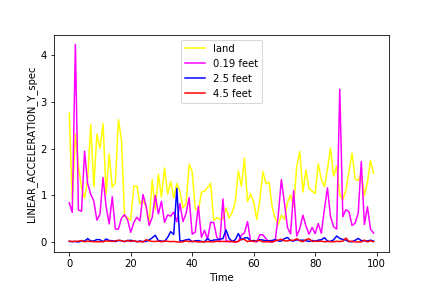 land
0.19 feet
2.5 feet
4.5 feet
LINEAR_ACCELERATION_Y_spec
4
3
2
1
0
0 20 40 60 80 100
Time